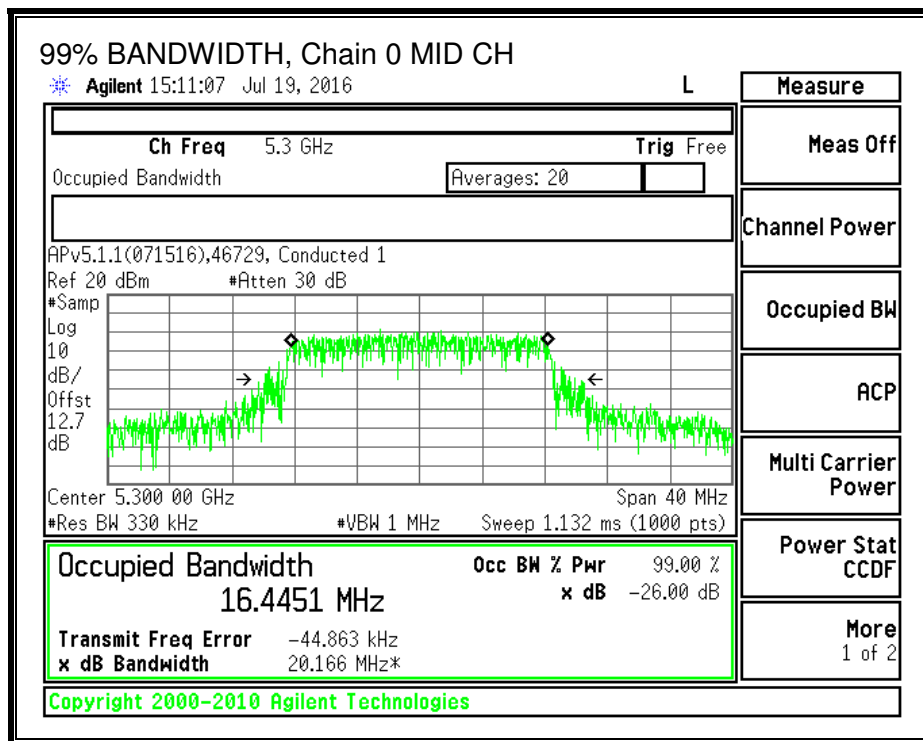 99% BANDWIDTH, Chain 0 MID CH
Agilent 15:11:07 Jul 19, 2016 L
Measure
Ch Freq 5.3 GHz Trig Free
Meas Off
Occupied Bandwidth Averages: 20
Channel Power
APv5.1.1(071516),46729, Conducted 1
Ref 20 dBm #Atten 30 dB
#Samp
Log
10
dB/
Offst
12.7
dB
Occupied BW
ACP
Center 5.300 00 GHz Span 40 MHz
#Res BW 330 kHz #VBW 1 MHz Sweep 1.132 ms (1000 pts)
Multi Carrier
Power
Occupied Bandwidth Occ BW % Pwr 99.00 %
16.4451 MHz x dB -26.00 dB
Power Stat
CCDF
Transmit Freq Error -44.863 kHz
x dB Bandwidth 20.166 MHz*
More
1 of 2
Copyright 2000-2010 Agilent Technologies